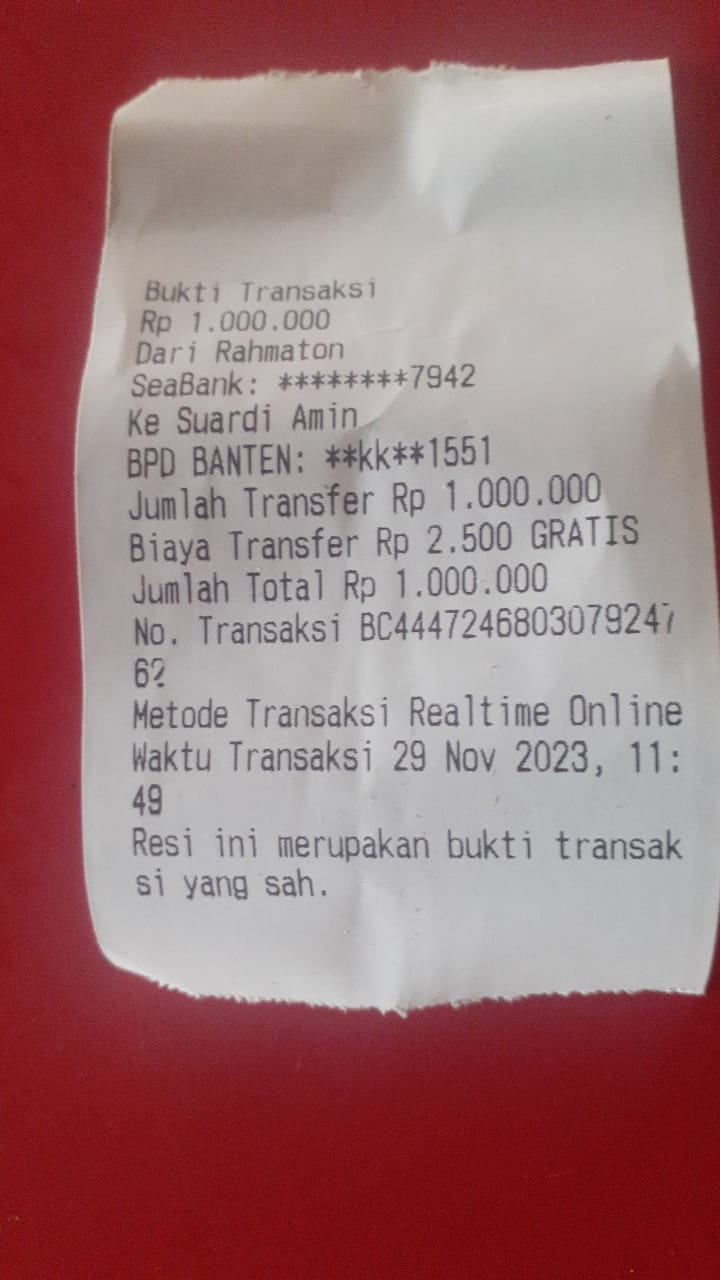 Bukti Transaksi
Rp 1.000.000
Dari Rahmaton
SeaBank: ********7942
Ke Suardi Amin
BPD BANTEN: **kk**1551
Jumlah Transfer Rp 1.000.000
Biaya Transfer Rp 2.500 GRATIS
Jumlah Total Rp 1.000.000
No. Transaksi BC4447246803079247
62
Metode Transaksi Realtime Online
Waktu Transaksi 29 Nov 2023, 11:
49
Resi ini merupakan bukti transak
si yang sah.